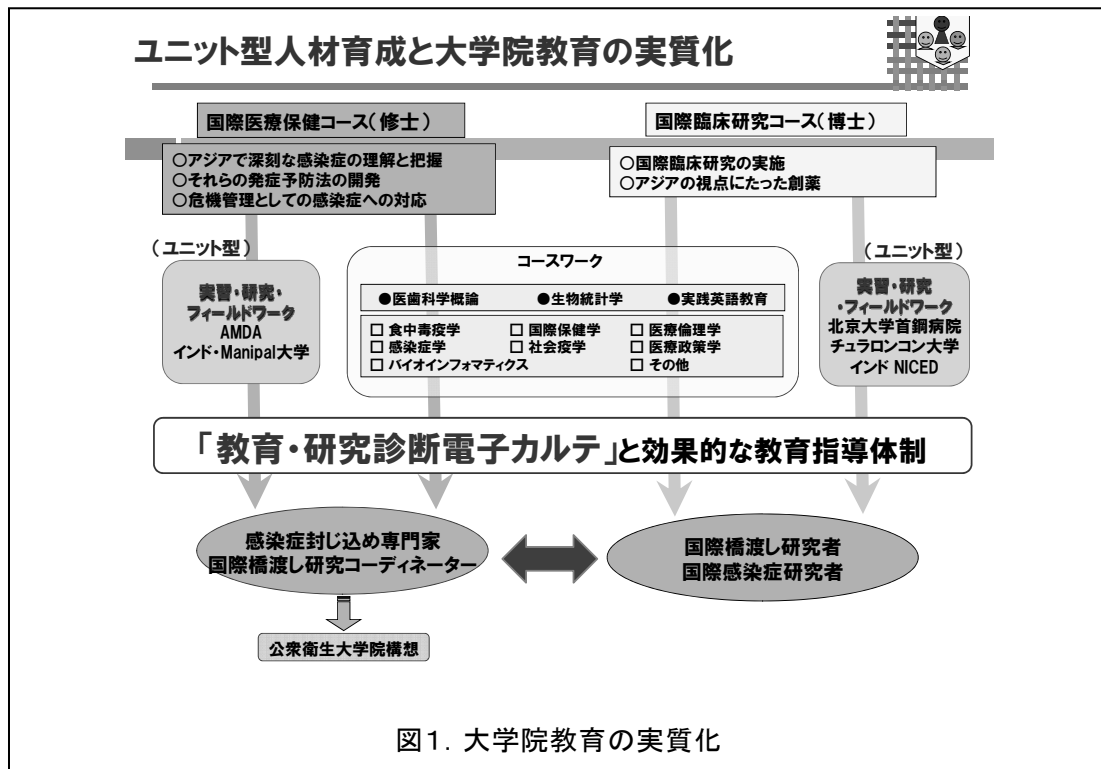 ユニット型人材育成と大学院教育の実質化
国際医療保健コース（修士）
○アジアで深刻な感染症の理解と把握
○それらの発症予防法の開発
○危機管理としての感染症への対応
国際臨床研究コース（博士）
○国際臨床研究の実施
○アジアの視点にたった創薬
（ユニット型）
実習・研究・
フィールドワーク
AMDA
インド・Manipal大学
コースワーク
●医歯科学概論 ●生物統計学 ●実践英語教育
□ 食中毒疫学 □ 国際保健学 □ 医療倫理学
□ 感染症学 □ 社会疫学 □ 医療政策学
□ バイオインフォマティクス □ その他
（ユニット型）
実習・研究
・フィールドワーク
北京大学首鋼病院
チュラロンコン大学
インド NICED
「教育・研究診断電子カルテ」と効果的な教育指導体制
感染症封じ込め専門家
国際橋渡し研究コーディネーター
国際橋渡し研究者
国際感染症研究者
公衆衛生大学院構想
図１．大学院教育の実質化